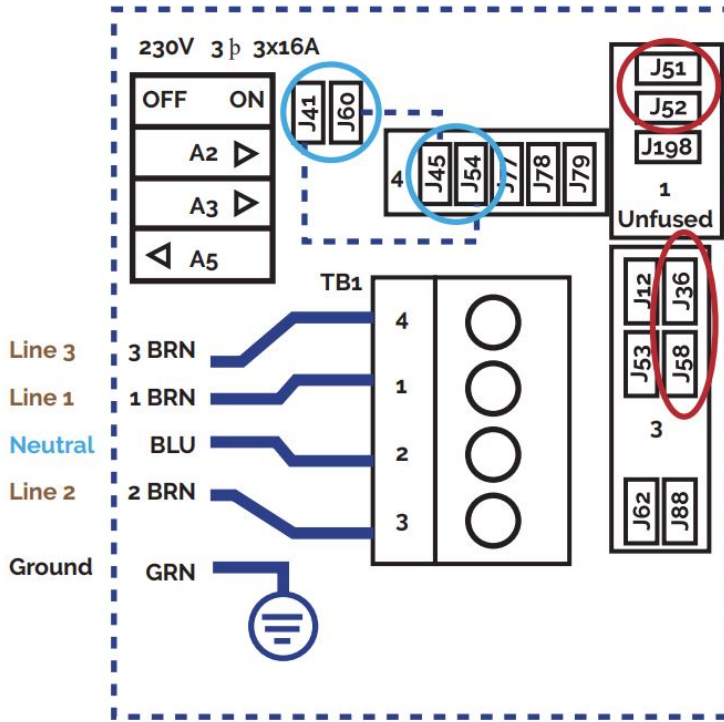 230V 3 þ 3x16A
OFF ON
A2
A3
A5
J41
J60
4
J45
J54
J77
J78
J79
J51
J52
J198
1
Unfused
J12
J36
J53
J58
3
J62
J88
TB1
4
1
2
3
Line 3 3 BRN
Line 1 1 BRN
Neutral BLU
Line 2 2 BRN
Ground GRN